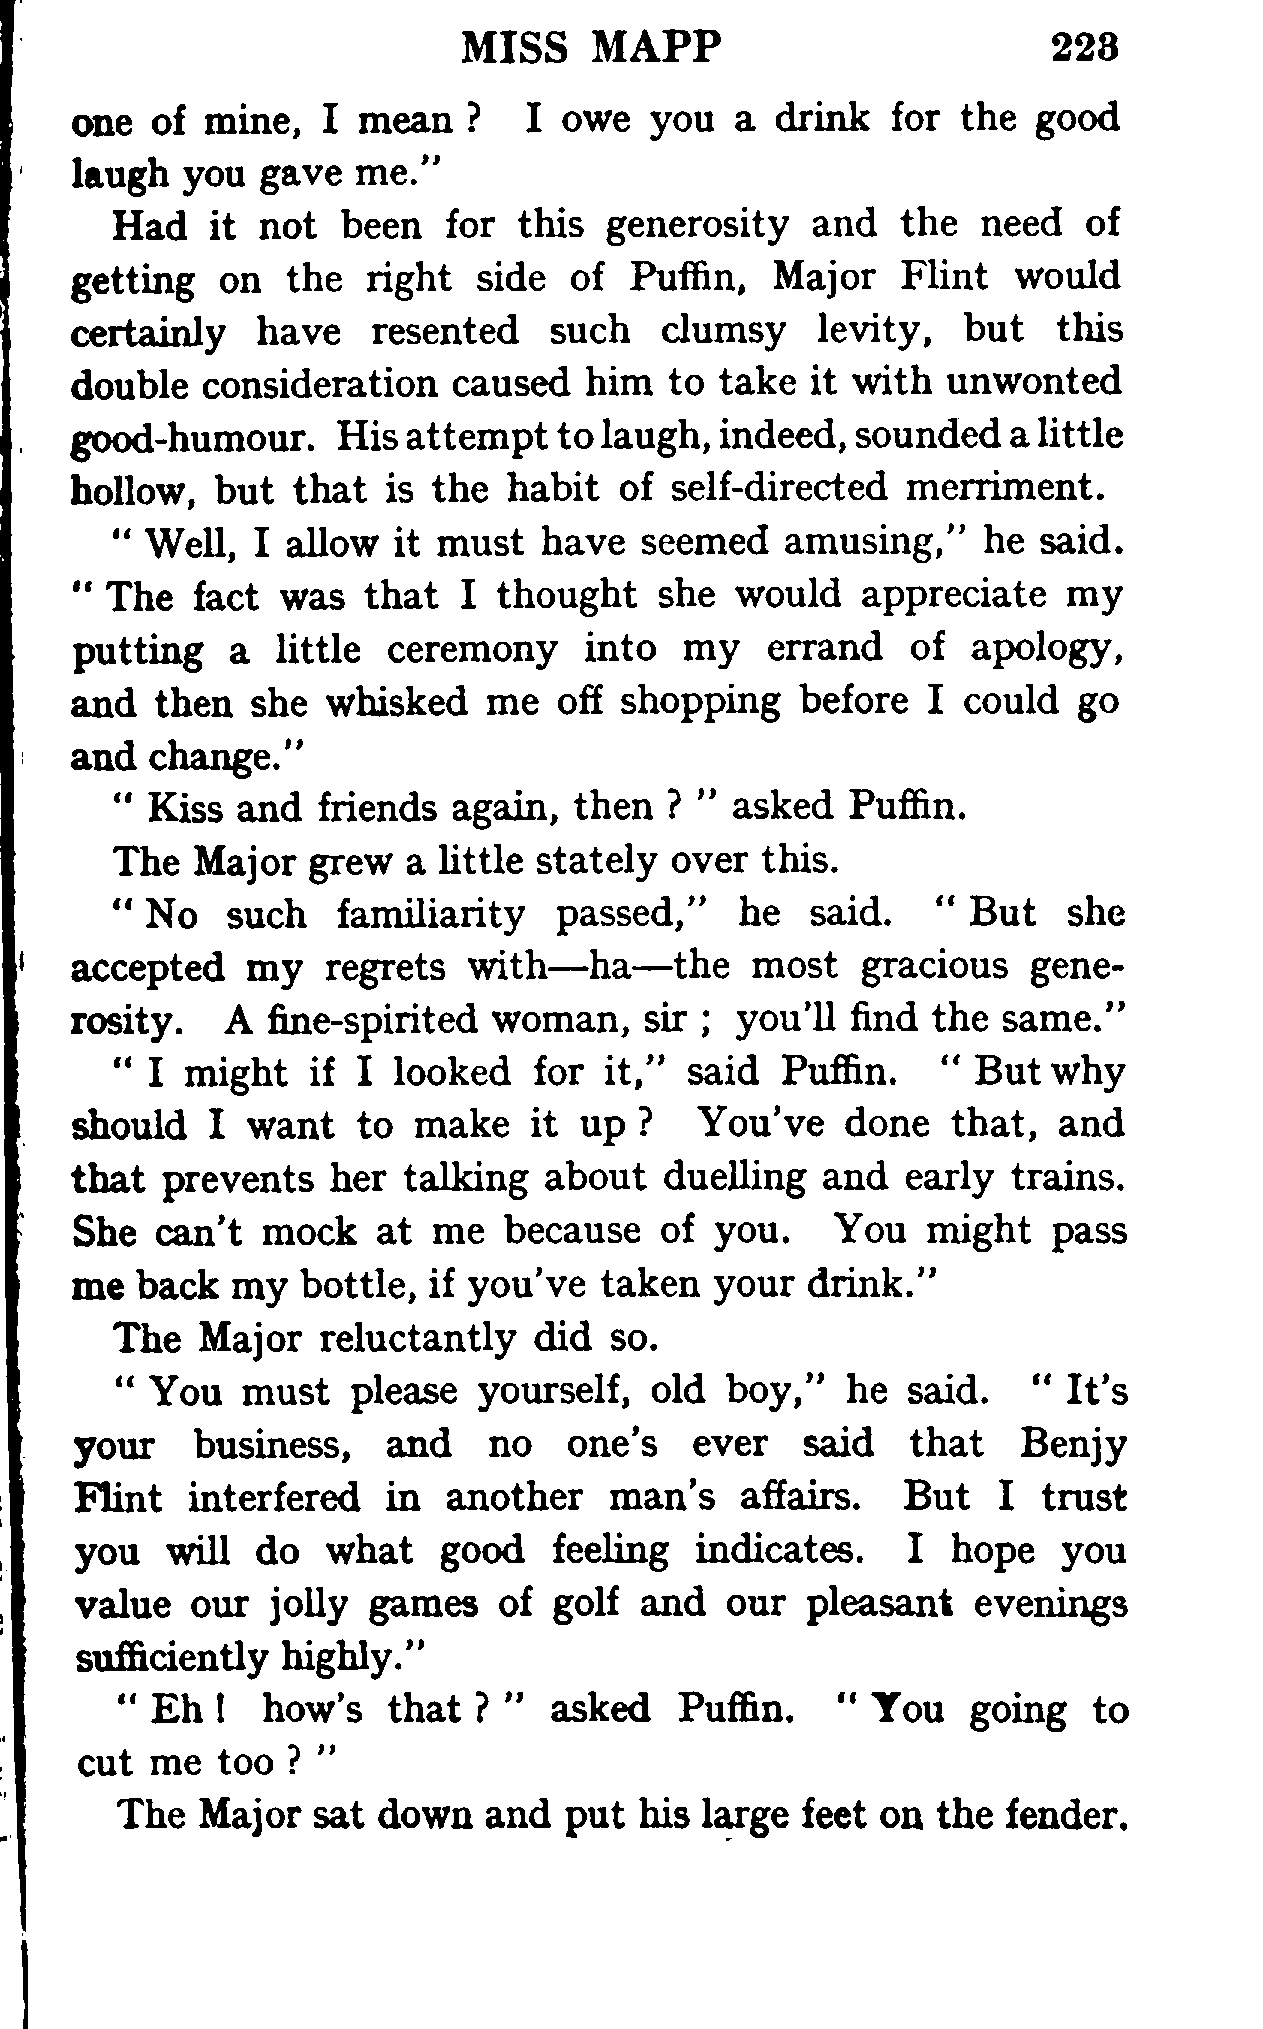 MISS MAPP 223
one of mine, I mean ? I owe you a drink for the good
laugh you gave me."
Had it not been for this generosity and the need of
getting on the right side of Puffin, Major Flint would
certainly have resented such clumsy levity, but this
double consideration caused him to take it with unwonted
good-humour. His attempt to laugh, indeed, sounded a little
hollow, but that is the habit of self-directed merriment.
" Well, I allow it must have seemed amusing," he said.
" The fact was that I thought she would appreciate my
putting a little ceremony into my errand of apology,
and then she whisked me off shopping before I could go
and change."
" Kiss and friends again, then ? " asked Puffin.
The Major grew a little stately over this.
" No such familiarity passed," he said. " But she
accepted my regrets with—ha—the most gracious gene-
rosity. A fine-spirited woman, sir ; you'll find the same."
" I might if I looked for it," said Puffin. " But why
should I want to make it up ? You've done that, and
that prevents her talking about duelling and early trains.
She can't mock at me because of you. You might pass
me back my bottle, if you've taken your drink."
The Major reluctantly did so.
" You must please yourself, old boy," he said. " It's
your business, and no one's ever said that Benjy
Flint interfered in another man's affairs. But I trust
you will do what good feeling indicates. I hope you
value our jolly games of golf and our pleasant evenings
sufficiently highly."
" Eh ! how's that ? " asked Puffin. " You going to
cut me too ? "
The Major sat down and put his large feet on the fender.